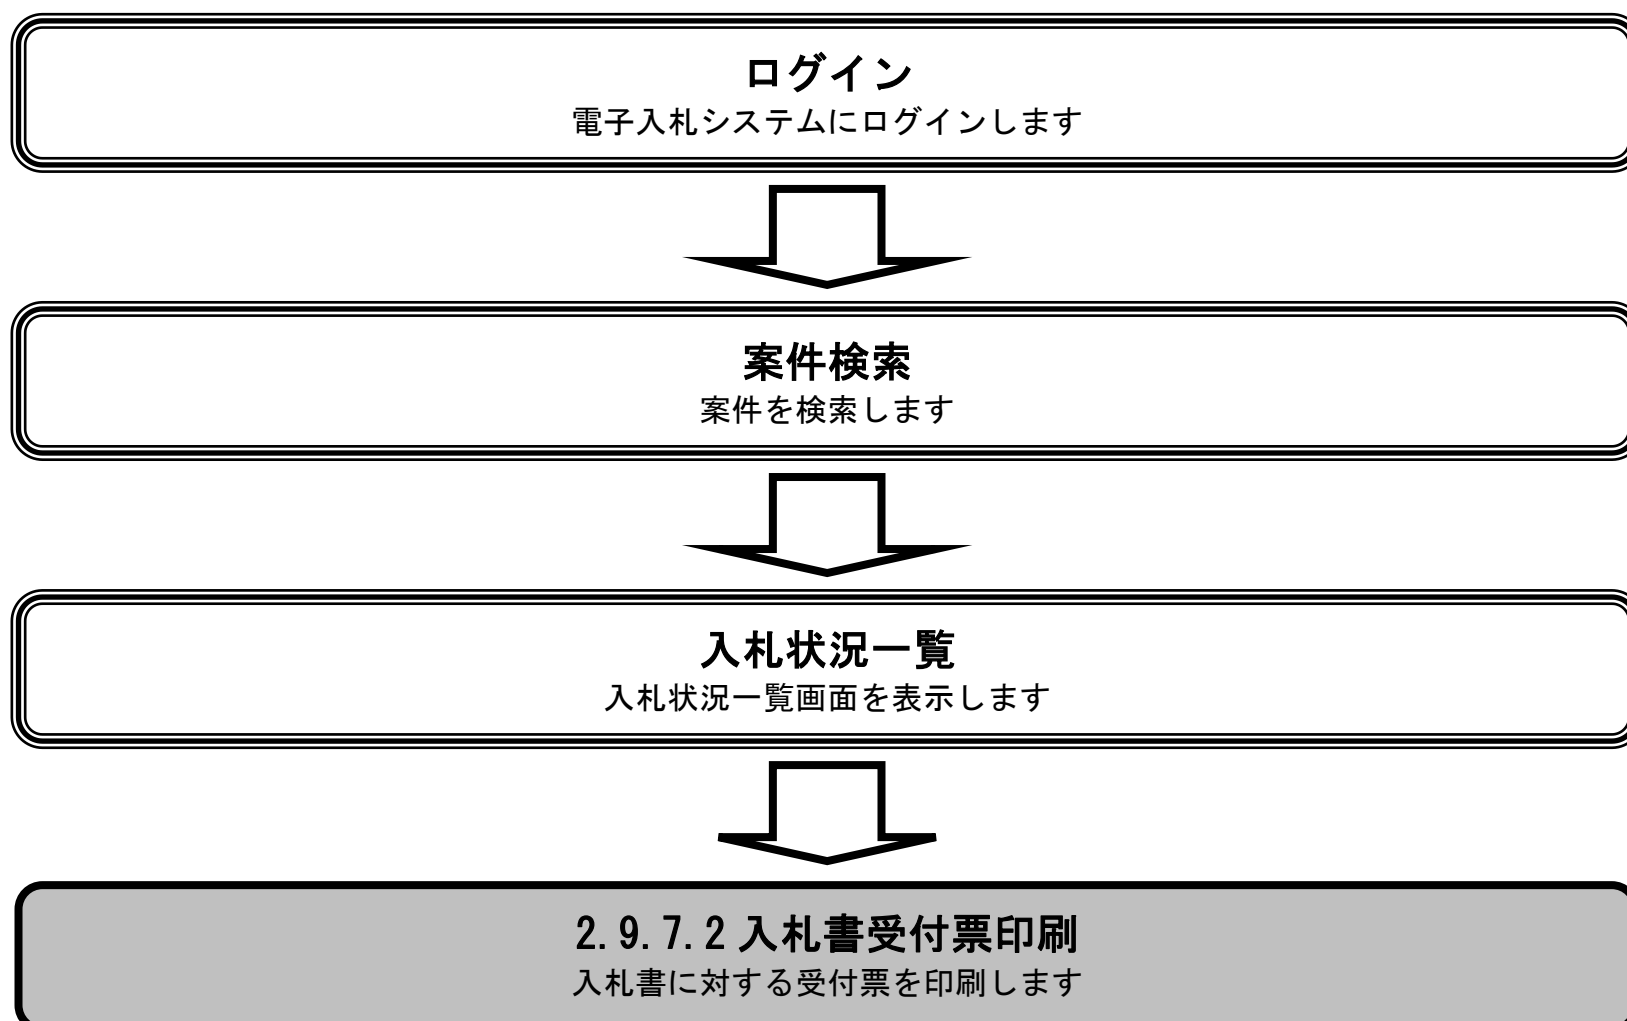 ログイン
電子入札システムにログインします
案件検索
案件を検索します
入札状況一覧
入札状況一覧画面を表示します
2.9.7.2入札書受付票印刷
入札書に対する受付票を印刷します